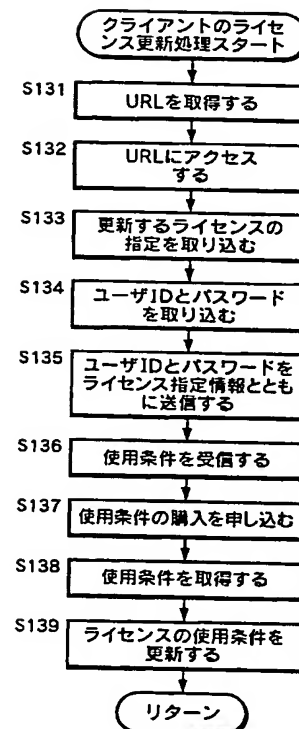 クライアントのライセ
ンス更新処理スタート
S131
URLを取得する
S132
URLにアクセス
する
S133
更新するライセンスの
指定を取り込む
S134
ユーザIDとパスワード
を取り込む
S135
ユーザIDとパスワードを
ライセンス指定情報ととも
に送信する
S136
使用条件を受信する
S137
使用条件の購入を申し込む
S138
使用条件を取得する
S139
ライセンスの使用条件を
更新する
リターン